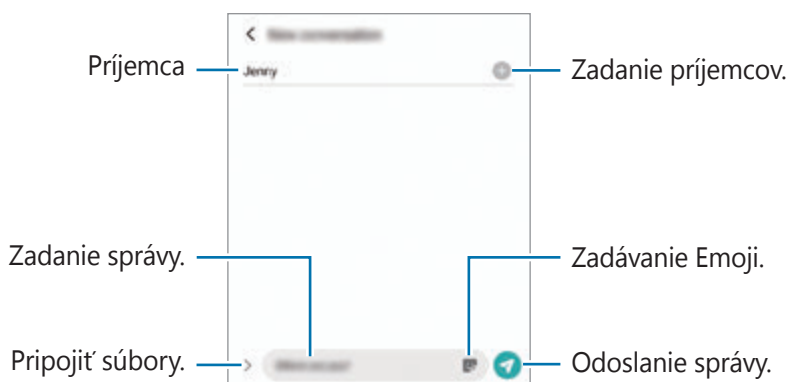 Jenny
Príjemca
Zadanie príjemcov.
Zadanie správy.
Zadávanie Emoji.
Pripojiť súbory.
Odoslanie správy.